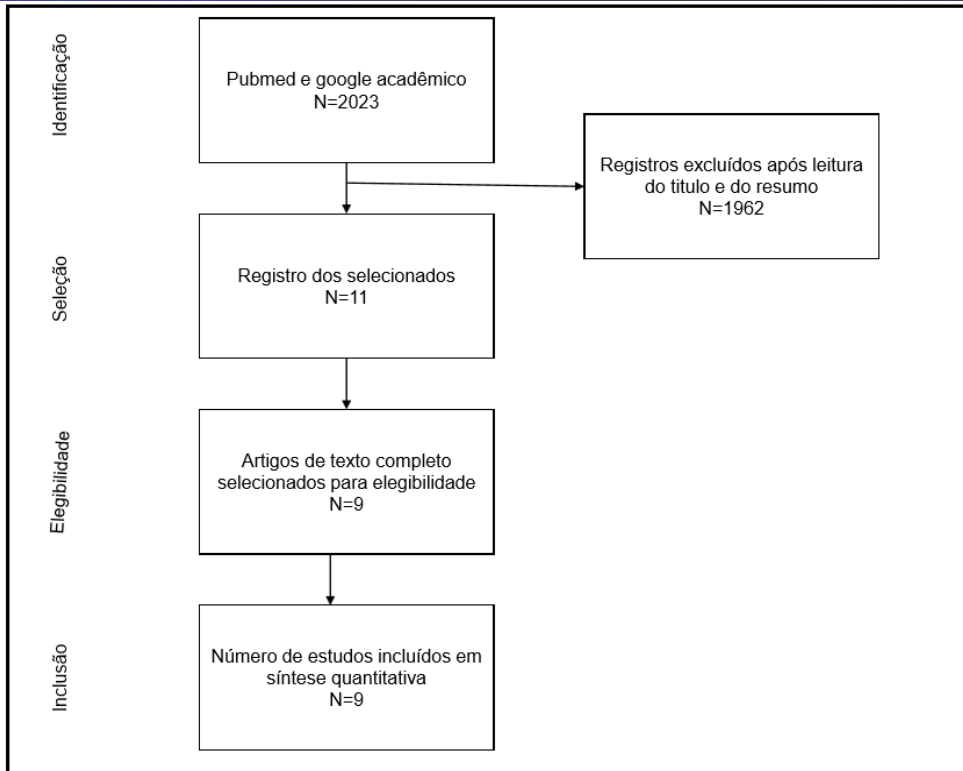 Identificação
Pubmed e google acadêmico
N=2023
Registros excluídos após leitura
do titulo e do resumo
N=1962
Seleção
Registro dos selecionados
N=11
Elegibilidade
Artigos de texto completo
selecionados para elegibilidade
N=9
Inclusão
Número de estudos incluídos em
síntese quantitativa
N=9